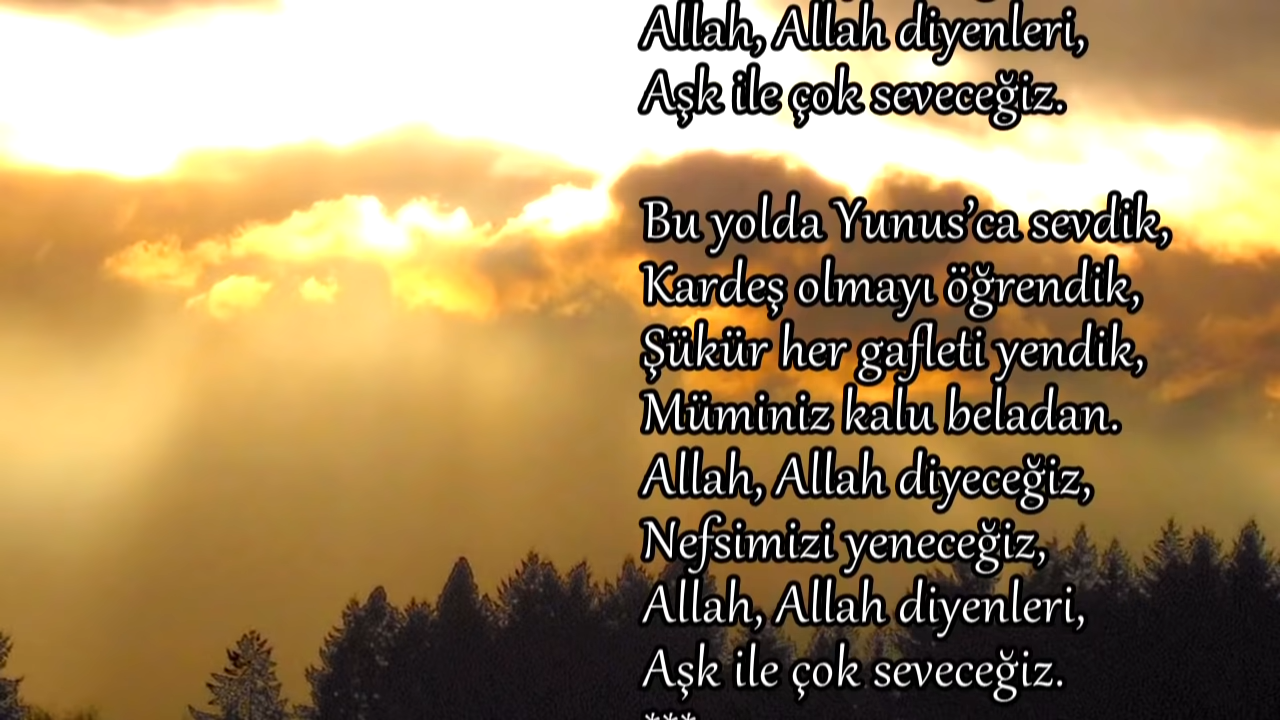 Allah, Allah diyenleri,
Aşk ile çok seveceğiz.
Bu yolda Yunus’ca sevdik,
Kardeş olmayı öğrendik,
Şükür her gafleti yendik,
Müminiz kalu beladan.
Allah, Allah diyeceğiz,
Nefsimizi yeneceğiz,
Allah, Allah diyenleri,
Aşk ile çok seveceğiz.
***